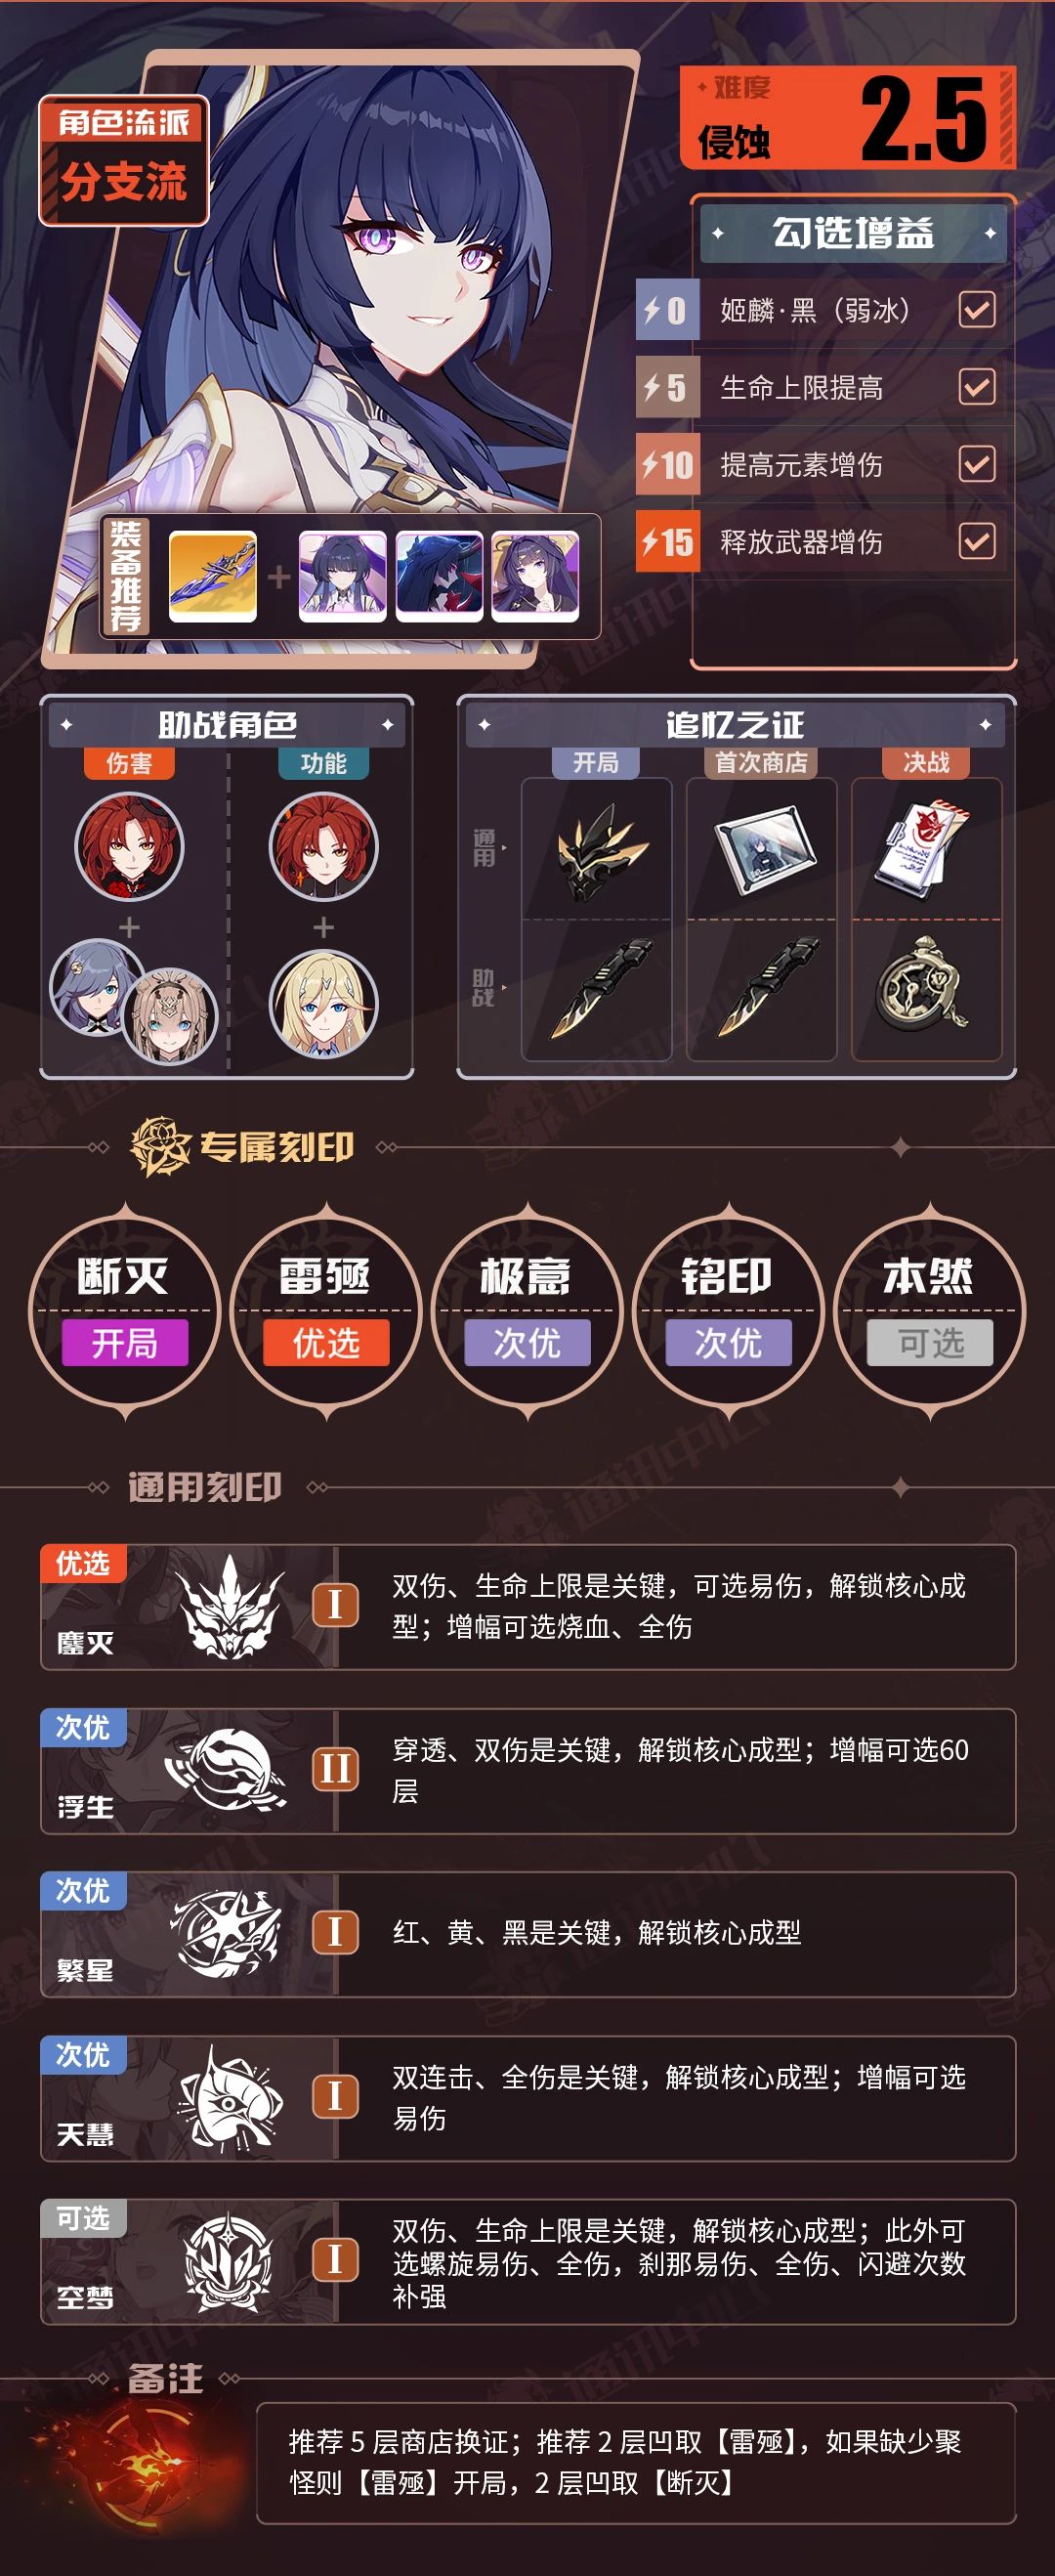 角色流派
分支流
难度
侵蚀
2.5
勾选增益
0 姬麟·黑（弱冰）
5 生命上限提高
10 提高元素增伤
15 释放武器增伤
装备推荐
助战角色
伤害
功能
追忆之证
开局
首次商店
决战
通用
助战
专属刻印
断灭
开局
雷殛
优选
极意
次优
铭印
次优
本然
可选
通用刻印
优选
鏖灭
I
双伤、生命上限是关键，可选易伤，解锁核心成
型；增幅可选烧血、全伤
次优
浮生
II
穿透、双伤是关键，解锁核心成型；增幅可选60
层
次优
繁星
I
红、黄、黑是关键，解锁核心成型
次优
天慧
I
双连击、全伤是关键，解锁核心成型；增幅可选
易伤
可选
空梦
I
双伤、生命上限是关键，解锁核心成型；此外可
选螺旋易伤、全伤，刹那易伤、全伤、闪避次数
补强
备注
推荐 5 层商店换证；推荐 2 层凹取【雷殛】，如果缺少聚
怪则【雷殛】开局，2 层凹取【断灭】
通讯中心